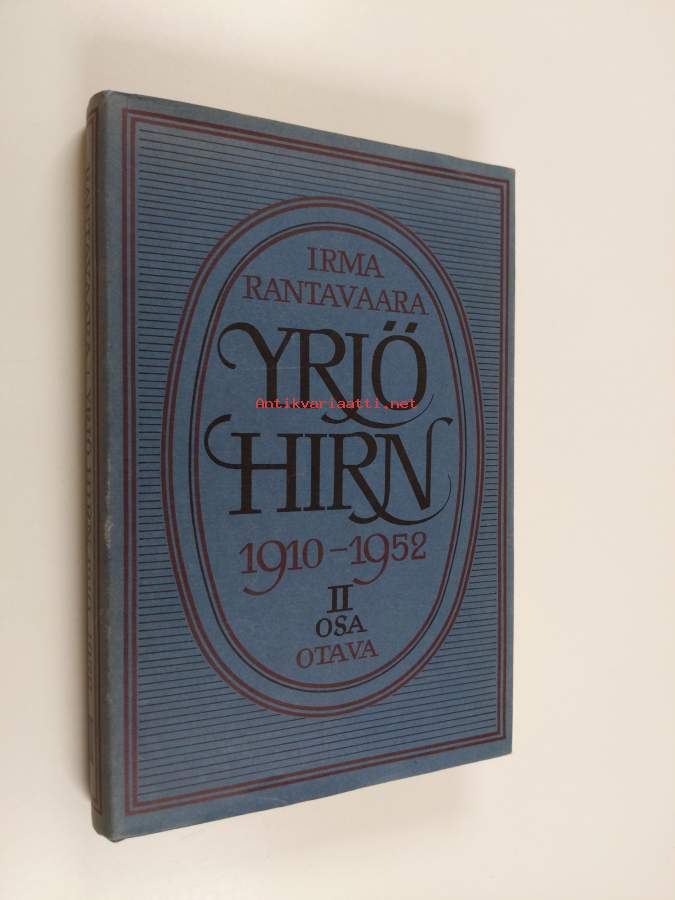 IRMA
RANTAVAARA
YRJÖ
Antikvariaatti.net
HIRN
1910–1952
II
OSA
OTAVA